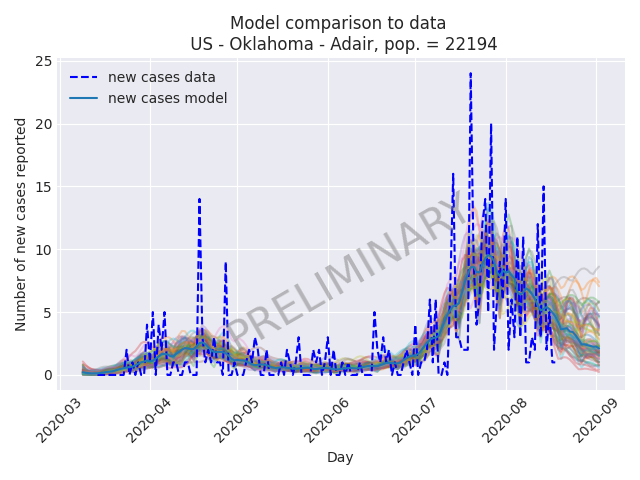 Model comparison to data
US - Oklahoma - Adair, pop. = 22194
new cases data
new cases model
PRELIMINARY
Number of new cases reported
25
20
15
10
5
0
2020-03
2020-04
2020-05
2020-06
2020-07
2020-08
2020-09
Day